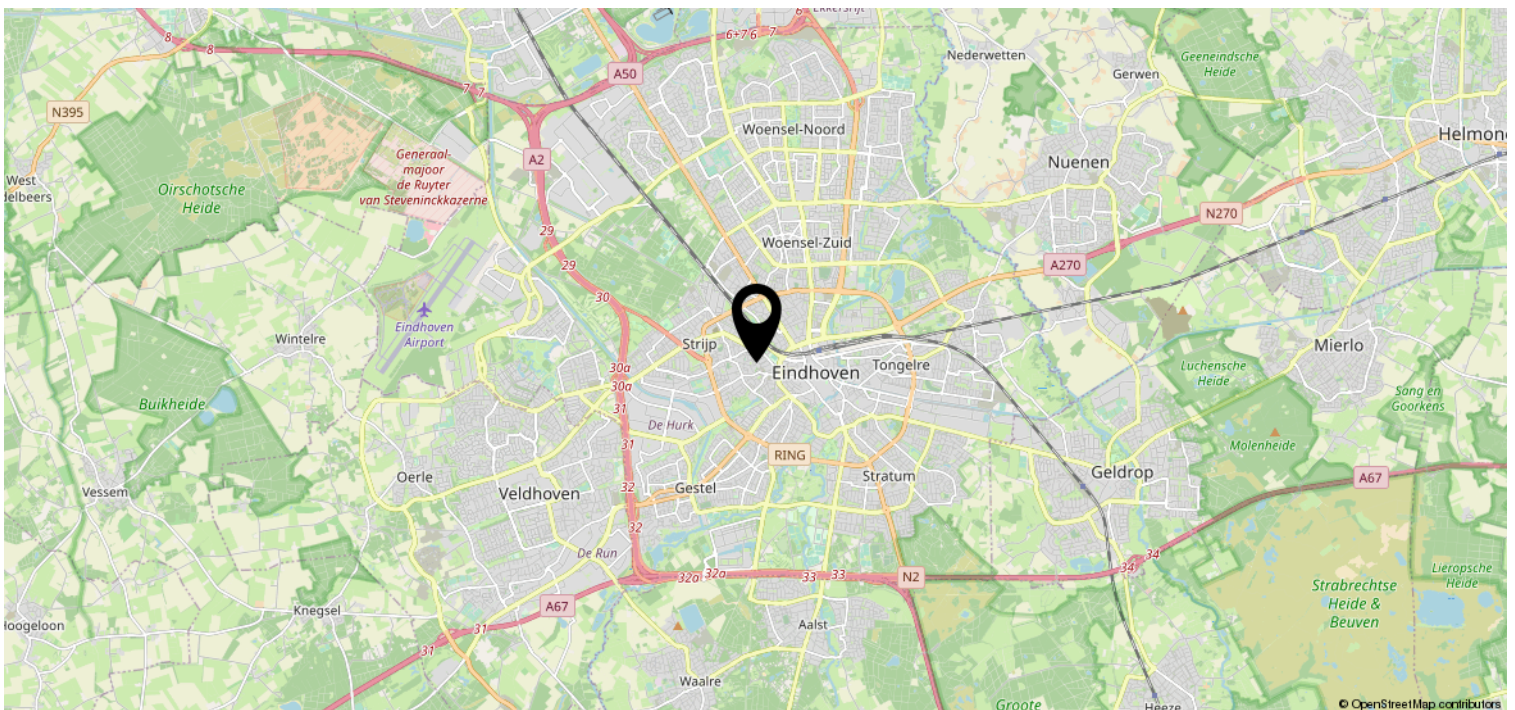 Ekkersrijt
6
8
8
6+7 6 7
N395
7 7
A50
Nederwetten
Gerwen
Geeneindsche
Heide
Woensel-Noord
Helmond
A2
Nuenen
Generaal-
majoor
de Ruyter
van Steveninckkazerne
West
delbeers
Oirschotsche
Heide
N270
29
Woensel-Zuid
29
A270
30
Eindhoven
Airport
Wintelre
Strijp
Mierlo
30a
30a
Eindhoven
Tongelre
Luchensche
Heide
Buikheide
31
Sang en
Goorkens
De Hurk
31
Molenheide
RING
Oerle
Stratum
Geldrop
A67
Vessem
Veldhoven
32
Gestel
32
De Run
34
34
32a
32a
33
33
N2
Lieropsche
Heide
Strabrechtse
Heide &
Beuven
A67
Knegsel
Hoogeloon
31
31
Aalst
Waalre
Groote
Heeze
© OpenStreetMap contributors